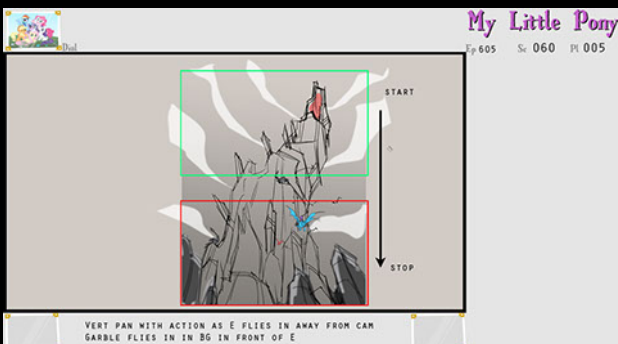 My Little Pony
Dial
Ep 605 Sc 060 Pl 005
START
STOP
VERT PAN WITH ACTION AS E FLIES IN AWAY FROM CAM
GARBLE FLIES IN IN BG IN FRONT OF E